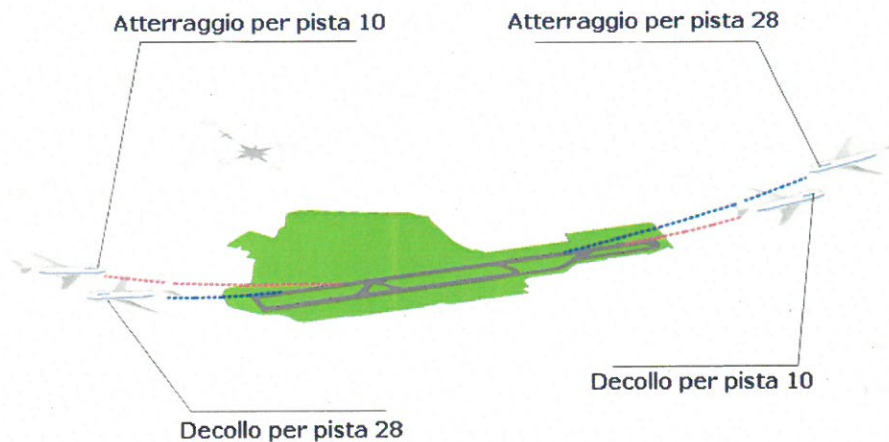 Atterraggio per pista 10
Atterraggio per pista 28
Decollo per pista 10
Decollo per pista 28